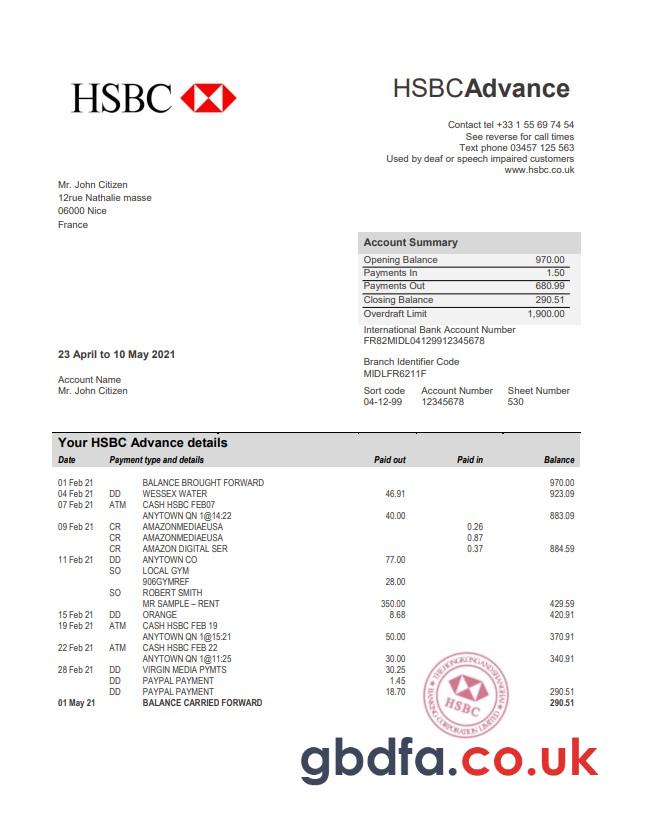 HSBC
HSBCAdvance
Contact tel +33 1 55 69 74 54
See reverse for call times
Text phone 03457 125 563
Used by deaf or speech impaired customers
www.hsbc.co.uk
Mr. John Citizen
12rue Nathalie masse
06000 Nice
France
Account Summary
Opening Balance 970.00
Payments In 1.50
Payments Out 680.99
Closing Balance 290.51
Overdraft Limit 1,900.00
International Bank Account Number
FR82MIDL04129912345678
23 April to 10 May 2021
Branch Identifier Code
MIDLFR6211F
Account Name
Mr. John Citizen
Sort code Account Number Sheet Number
04-12-99 12345678 530
Your HSBC Advance details
Date Payment type and details Paid out Paid in Balance
01 Feb 21 BALANCE BROUGHT FORWARD 970.00
04 Feb 21 DD WESSEX WATER 46.91 923.09
07 Feb 21 ATM CASH HSBC FEB07
ANYTOWN QN 1@14:22 40.00 883.09
09 Feb 21 CR AMAZONMEDIAEUSA 0.26
CR AMAZONMEDIAEUSA 0.87
CR AMAZON DIGITAL SER 0.37 884.59
11 Feb 21 DD ANYTOWN CO 77.00
SO LOCAL GYM
906GYMREF 28.00
SO ROBERT SMITH
MR SAMPLE – RENT 350.00 429.59
15 Feb 21 DD ORANGE 8.68 420.91
19 Feb 21 ATM CASH HSBC FEB 19
ANYTOWN QN 1@15:21 50.00 370.91
22 Feb 21 ATM CASH HSBC FEB 22
ANYTOWN QN 1@11:25 30.00 340.91
28 Feb 21 DD VIRGIN MEDIA PYMTS 30.25
DD PAYPAL PAYMENT 1.45
DD PAYPAL PAYMENT 18.70 290.51
01 May 21 BALANCE CARRIED FORWARD 290.51
THE HONGKONG AND SHANGHAI
HSBC
BANKING CORPORATION LIMITED
gbdfa.co.uk